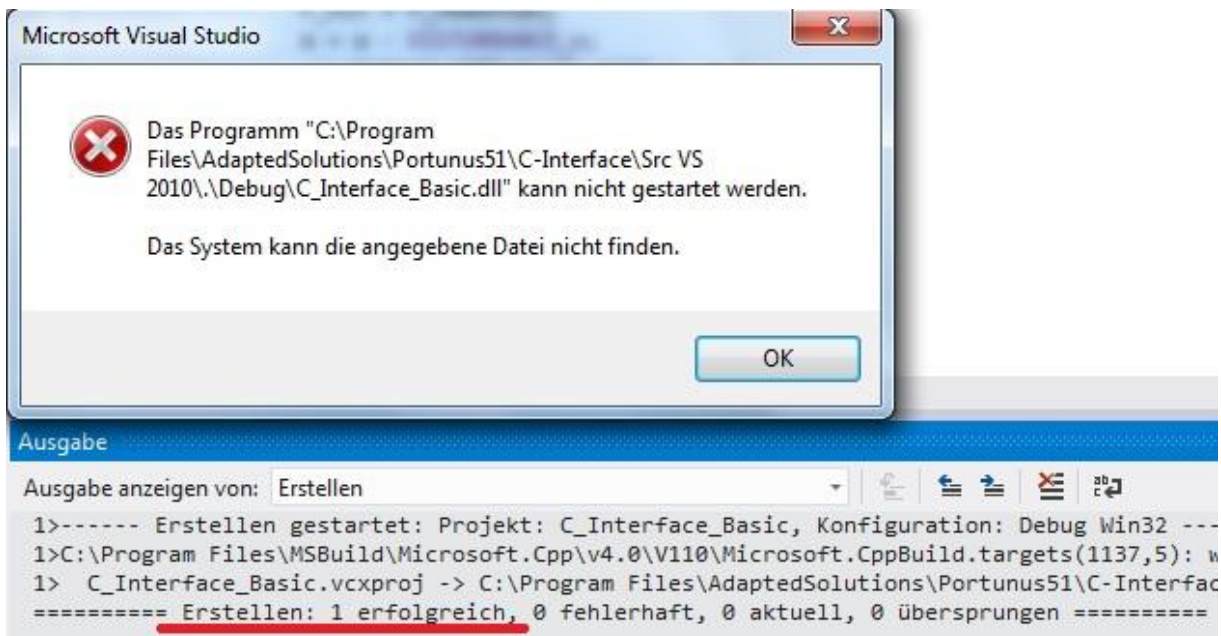 Microsoft Visual Studio
Das Programm "C:\Program
Files\AdaptedSolutions\Portunus51\C-Interface\Src VS
2010\.\Debug\C_Interface_Basic.dll" kann nicht gestartet werden.
Das System kann die angegebene Datei nicht finden.
OK
Ausgabe
Ausgabe anzeigen von: Erstellen
1>------ Erstellen gestartet: Projekt: C_Interface_Basic, Konfiguration: Debug Win32 ---
1>C:\Program Files\MSBuild\Microsoft.Cpp\v4.0\V110\Microsoft.CppBuild.targets(1137,5): w
1>  C_Interface_Basic.vcxproj -> C:\Program Files\AdaptedSolutions\Portunus51\C-Interfac
========== Erstellen: 1 erfolgreich, 0 fehlerhaft, 0 aktuell, 0 übersprungen ==========